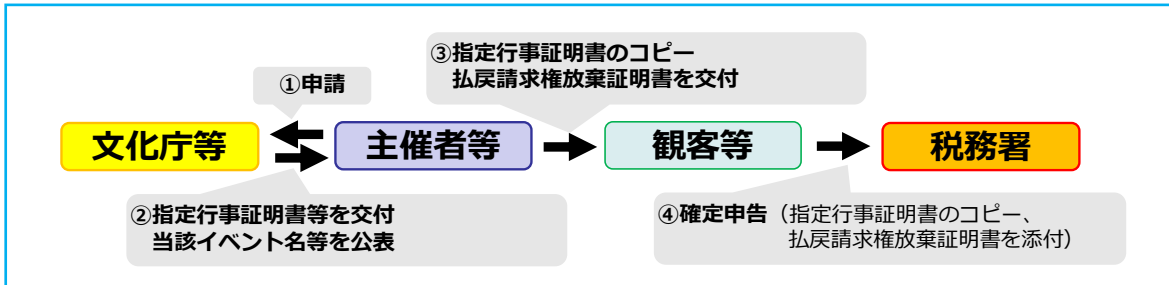 ③指定行事証明書のコピー
払戻請求権放棄証明書を交付
①申請
文化庁等
主催者等
観客等
税務署
②指定行事証明書等を交付
当該イベント名等を公表
④確定申告（指定行事証明書のコピー、
払戻請求権放棄証明書を添付）